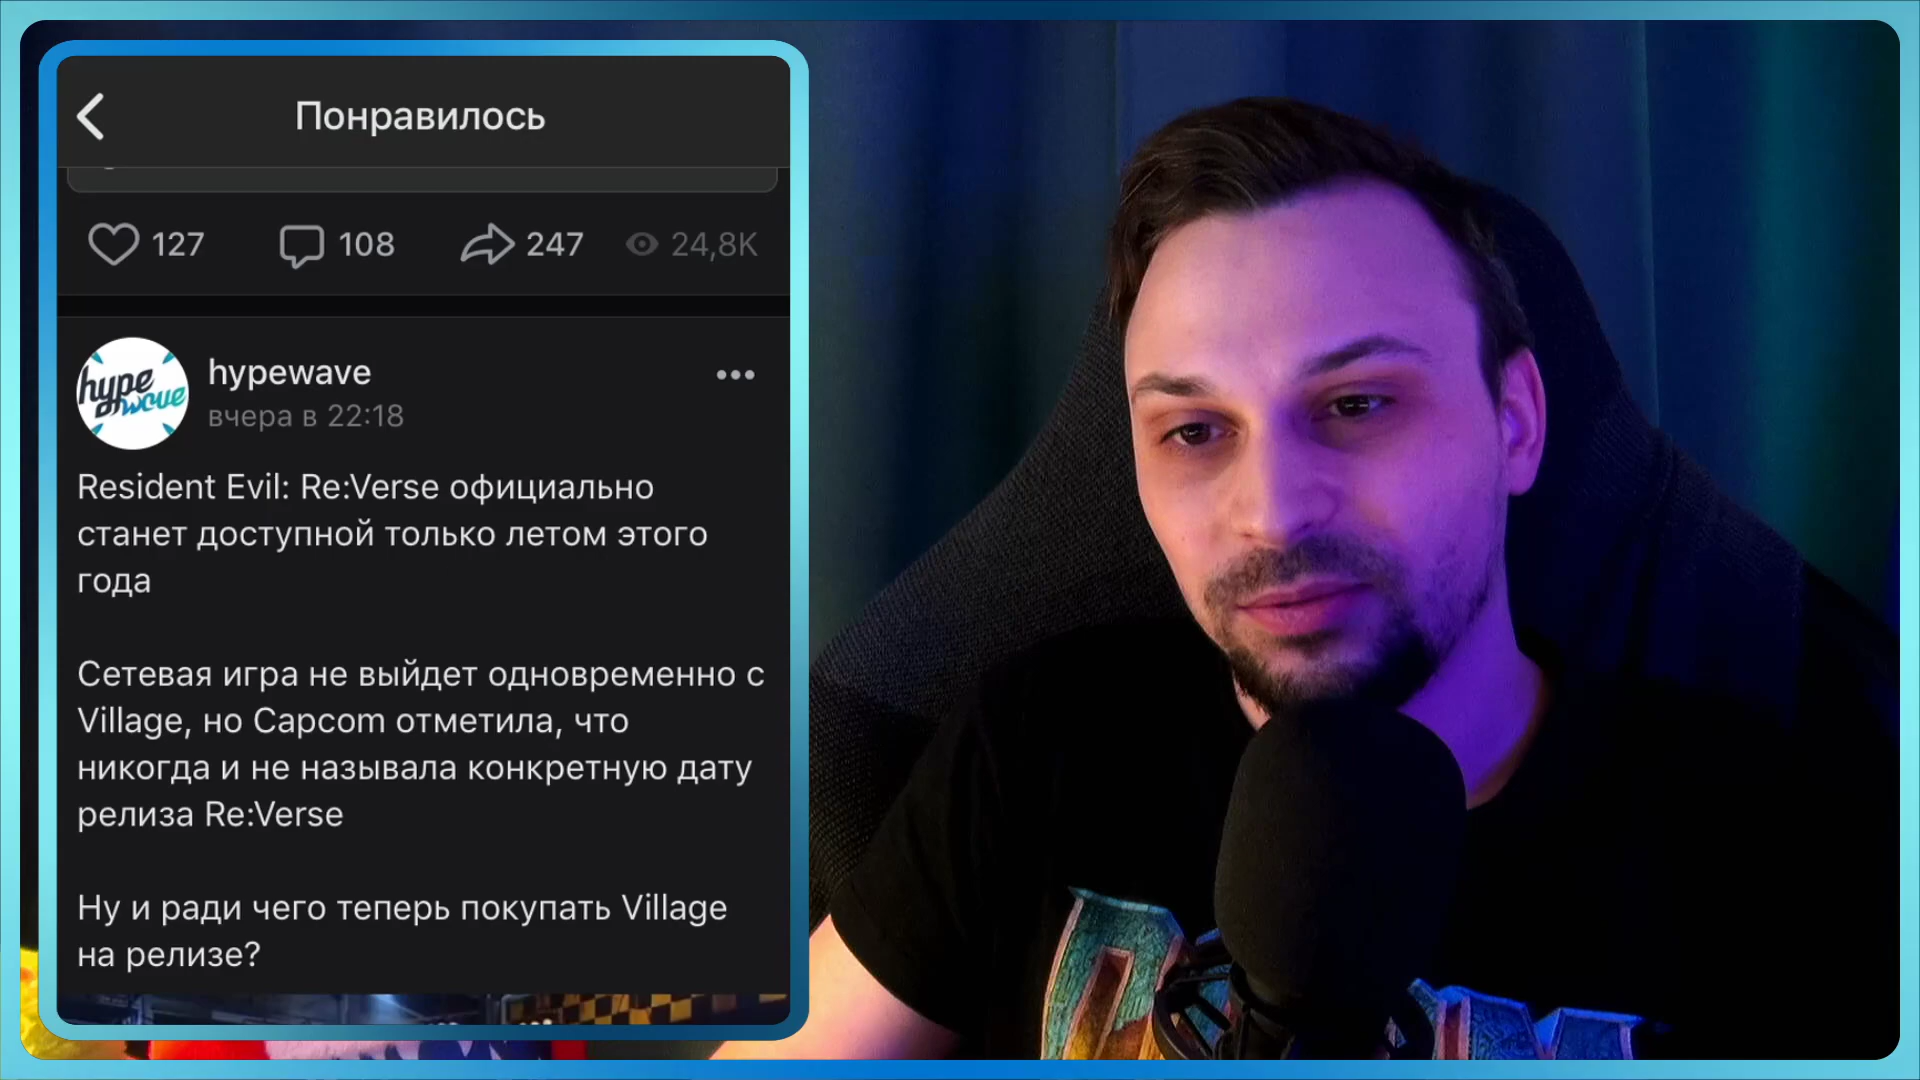 Понравилось
127 108 247 24,8K
hype wave
hypewave
вчера в 22:18
Resident Evil: Re:Verse официально
станет доступной только летом этого
года
Сетевая игра не выйдет одновременно с
Village, но Capcom отметила, что
никогда и не называла конкретную дату
релиза Re:Verse
Ну и ради чего теперь покупать Village
на релизе?